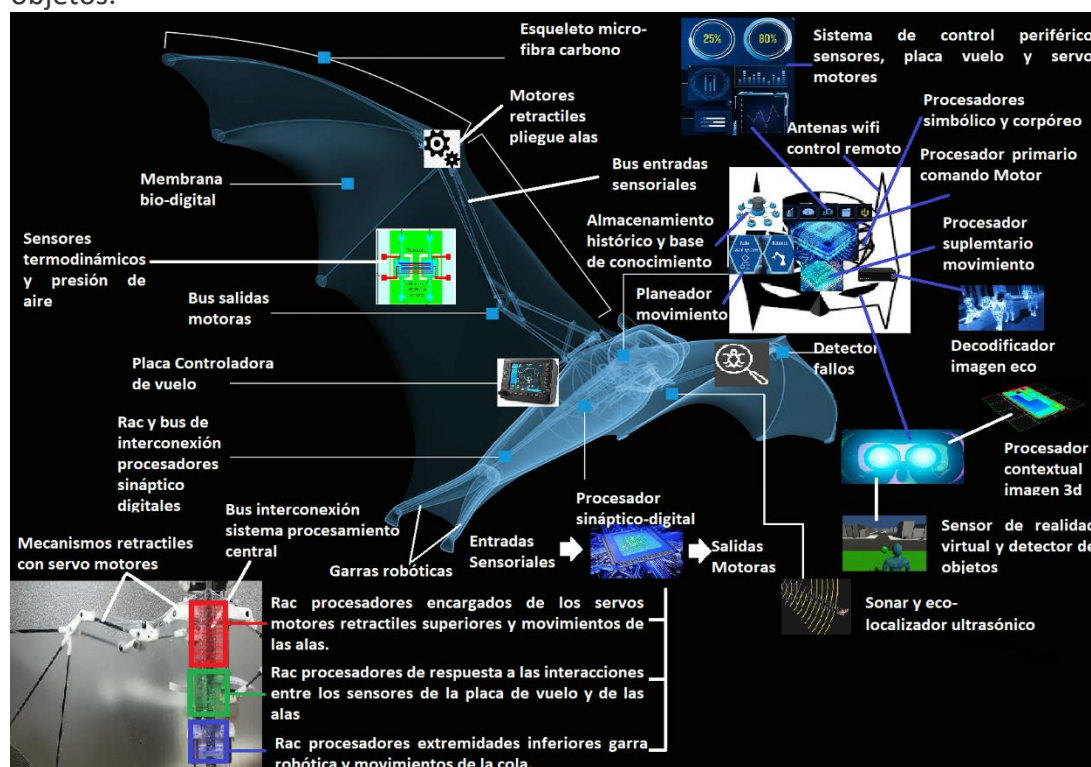 objetos.
Esqueleto micro-
fibra carbono
25%
80%
Sistema de control periférico
sensores, placa vuelo y servo
motores
Motores
retractiles
pliegue alas
Procesadores
simbólico y corpóreo
Antenas wifi
control remoto
Procesador primario
comando Motor
Bus entradas
sensoriales
Membrana
bio-digital
Almacenamiento
histórico y base
de conocimiento
Procesador
suplemtario
movimiento
Sensores
termodinámicos
y presión de
aire
Planeador
movimiento
Bus salidas
motoras
Decodificador
imagen eco
Detector
fallos
Placa Controladora
de vuelo
Rac y bus de
interconexión
procesadores
sináptico
digitales
Procesador
contextual
imagen 3d
Bus interconexión
sistema procesamiento
central
Procesador
sináptico-digital
Mecanismos retractiles
con servo motores
Garras robóticas
Entradas
Sensoriales
Salidas
Motoras
Sensor de realidad
virtual y detector de
objetos
Sonar y eco-
localizador ultrasónico
Rac procesadores encargados de los servos
motores retractiles superiores y movimientos de
las alas.
Rac procesadores de respuesta a las interacciones
entre los sensores de la placa de vuelo y de las
alas
Rac procesadores extremidades inferiores garra
robótica y movimientos de la cola.